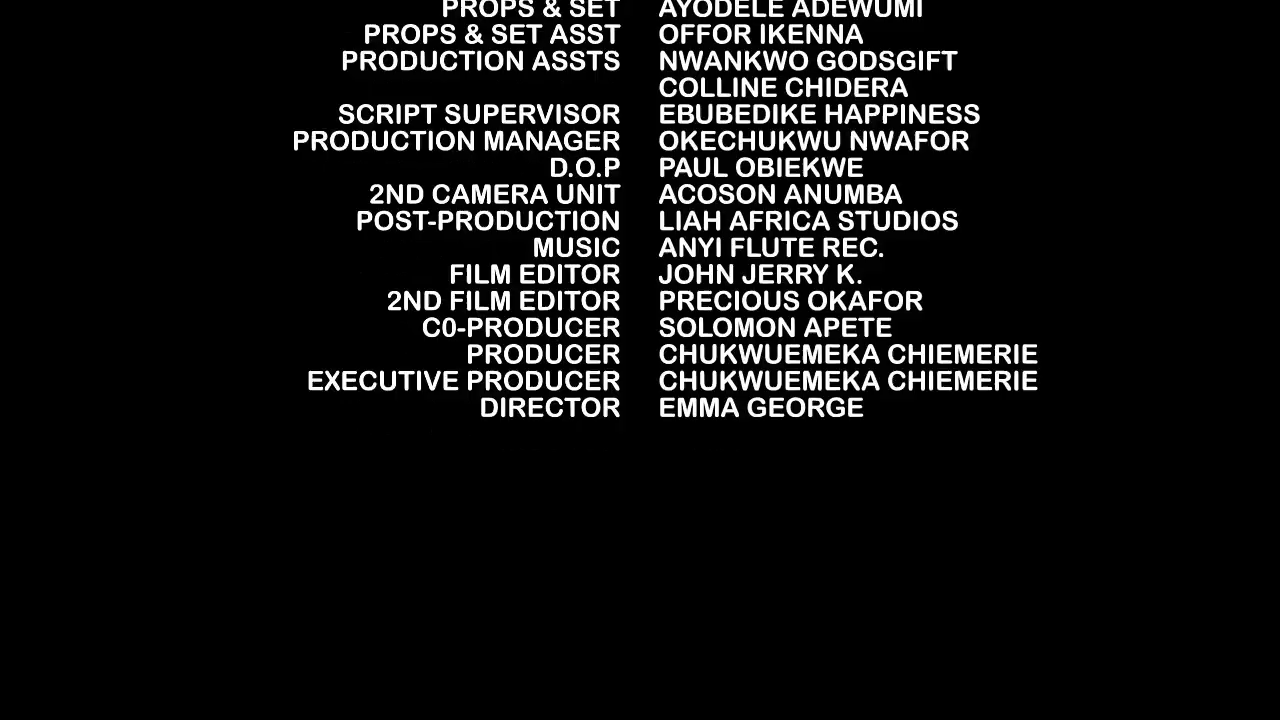 PROPS & SET AYODELE ADEWUMI
PROPS & SET ASST OFFOR IKENNA
PRODUCTION ASSTS NWANKWO GODSGIFT
COLLINE CHIDERA
SCRIPT SUPERVISOR EBUBEDIKE HAPPINESS
PRODUCTION MANAGER OKECHUKWU NWAFOR
D.O.P PAUL OBIEKWE
2ND CAMERA UNIT ACOSON ANUMBA
POST-PRODUCTION LIAH AFRICA STUDIOS
MUSIC ANYI FLUTE REC.
FILM EDITOR JOHN JERRY K.
2ND FILM EDITOR PRECIOUS OKAFOR
C0-PRODUCER SOLOMON APETE
PRODUCER CHUKWUEMEKA CHIEMERIE
EXECUTIVE PRODUCER CHUKWUEMEKA CHIEMERIE
DIRECTOR EMMA GEORGE